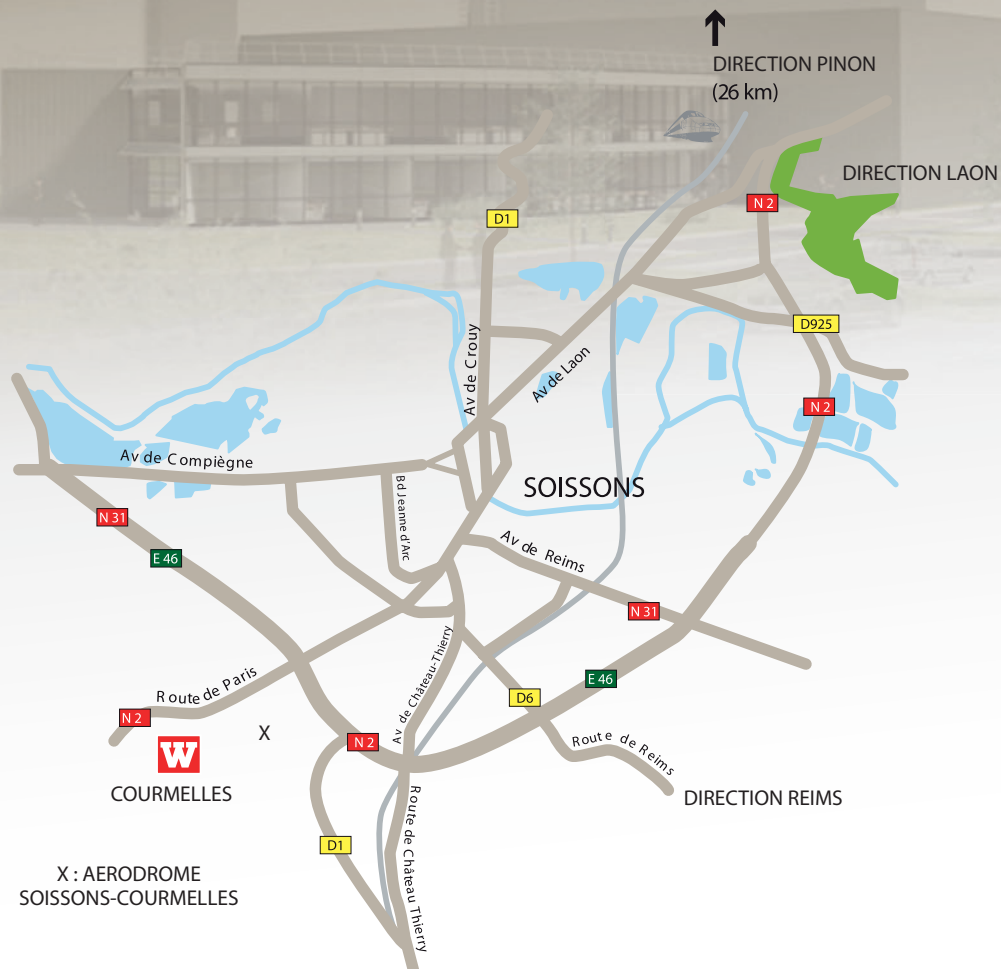 DIRECTION PINON
(26 km)
DIRECTION LAON
N 2
D1
D925
Av de Crouy
Av de Laon
N 2
Av de Compiègne
SOISSONS
Bd Jeanne d'Arc
N 31
Av de Reims
E 46
N 31
Av de Château-Thierry
E 46
Route de Paris
D6
N 2
X
N 2
Route de Reims
W
COURMELLES
DIRECTION REIMS
Route de Château Thierry
D1
X : AERODROME
SOISSONS-COURMELLES